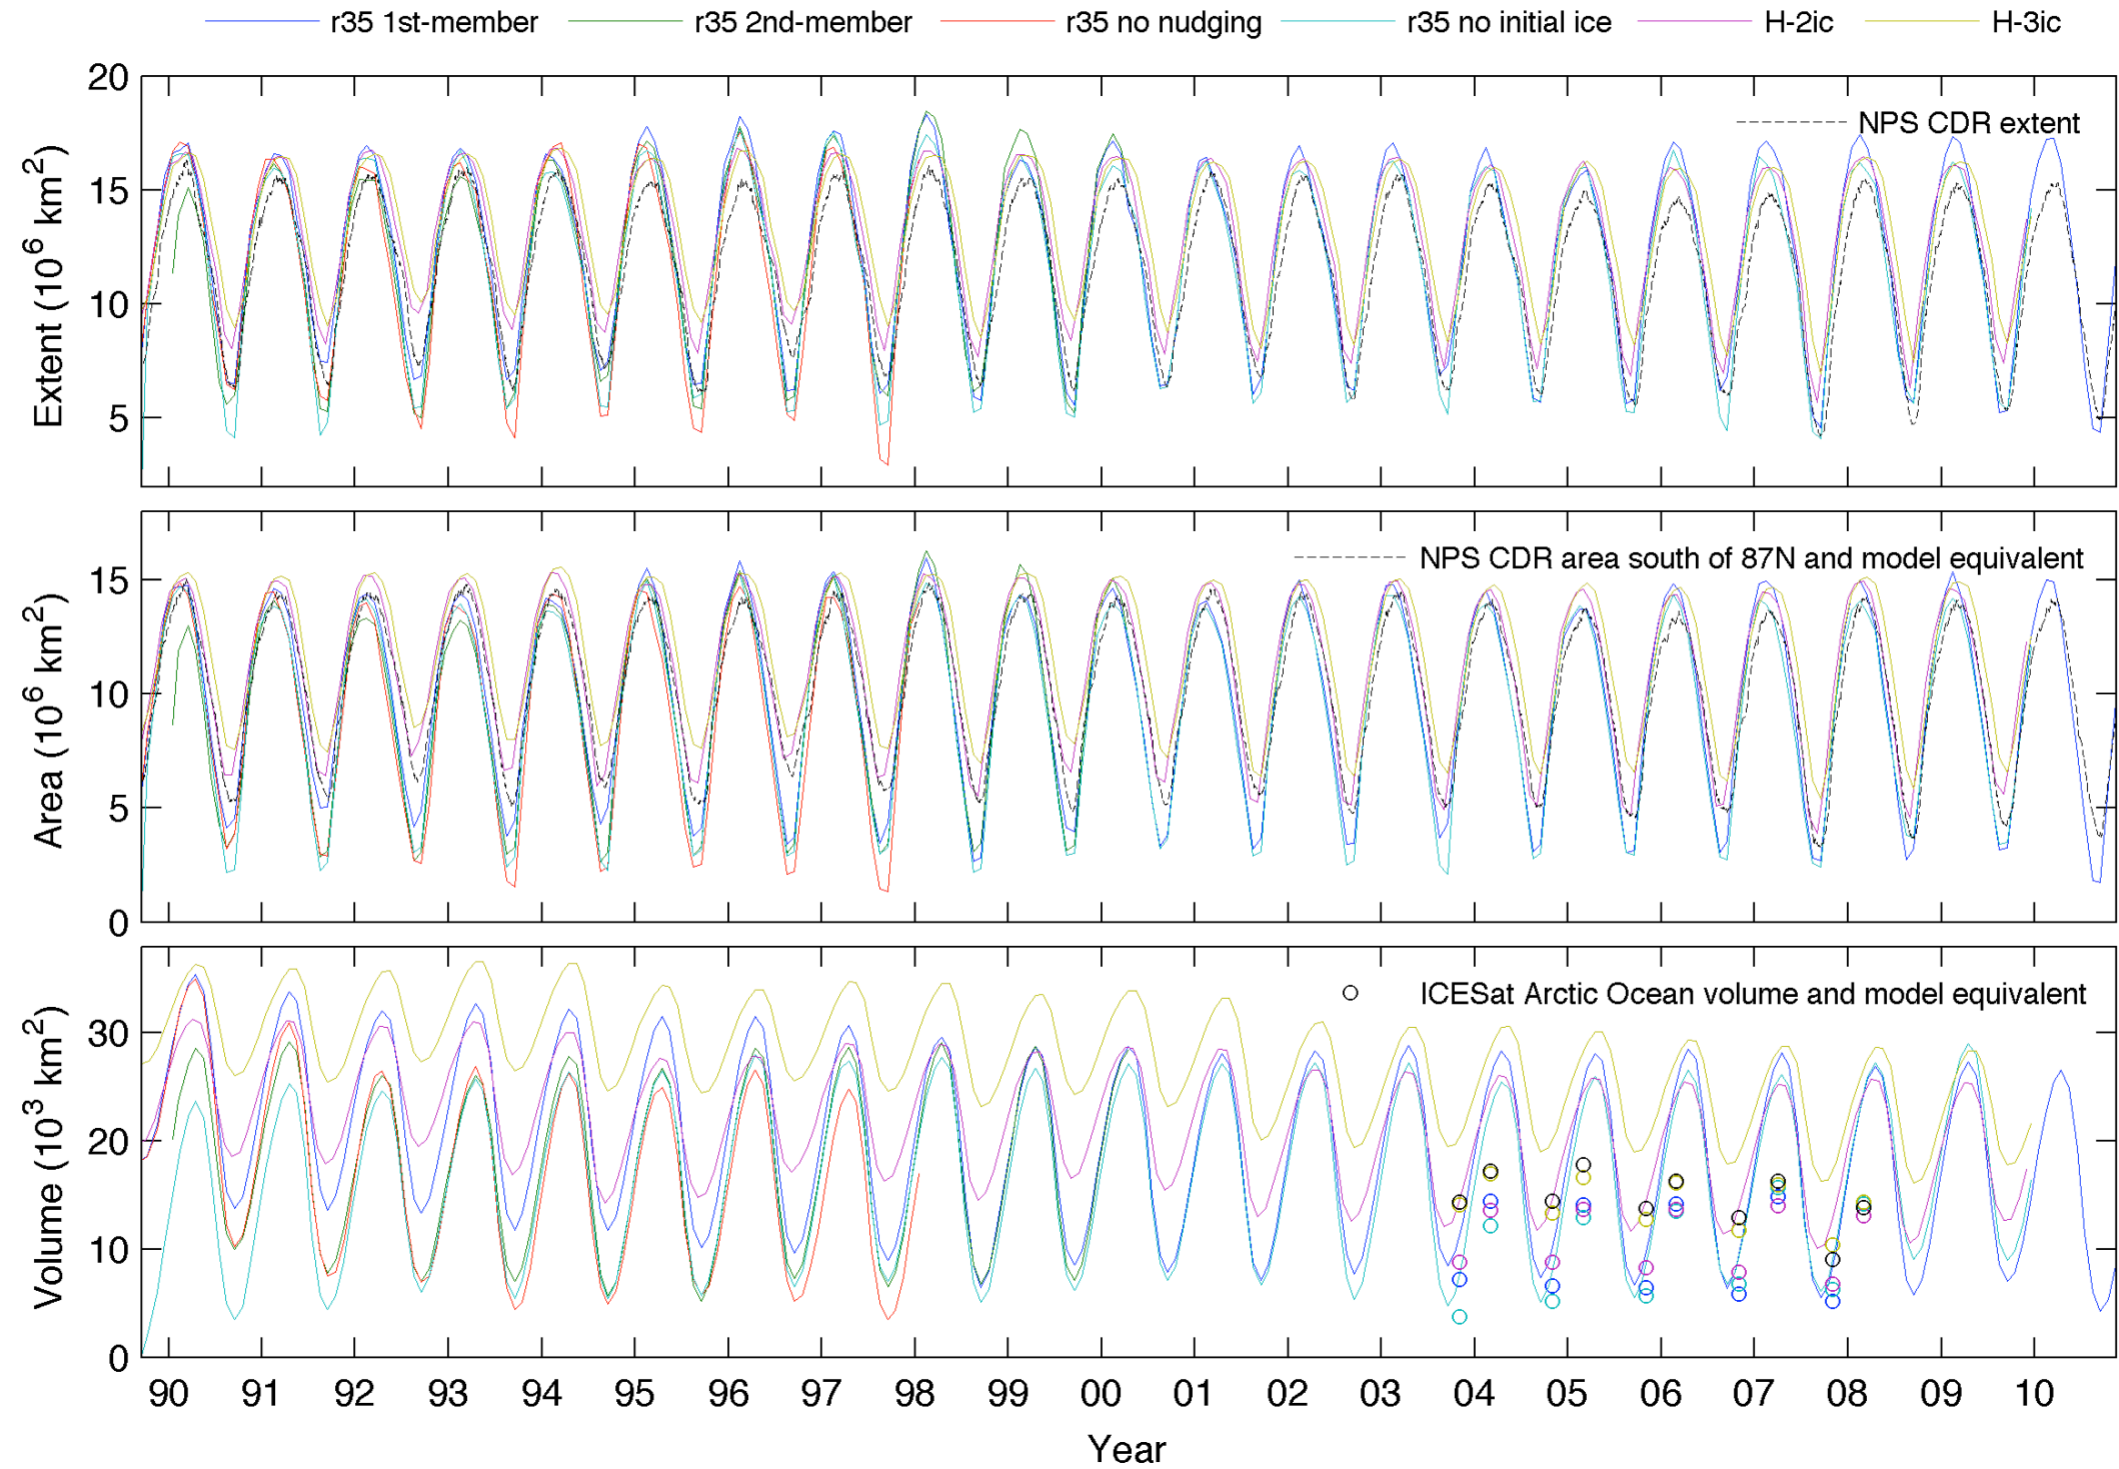 r35 1st-member r35 2nd-member r35 no nudging r35 no initial ice H-2ic H-3ic
20
15
10
5
Extent (10^6 km^2)
NPS CDR extent
15
10
5
0
Area (10^6 km^2)
NPS CDR area south of 87N and model equivalent
30
20
10
0
Volume (10^3 km^2)
ICESat Arctic Ocean volume and model equivalent
90 91 92 93 94 95 96 97 98 99 00 01 02 03 04 05 06 07 08 09 10
Year